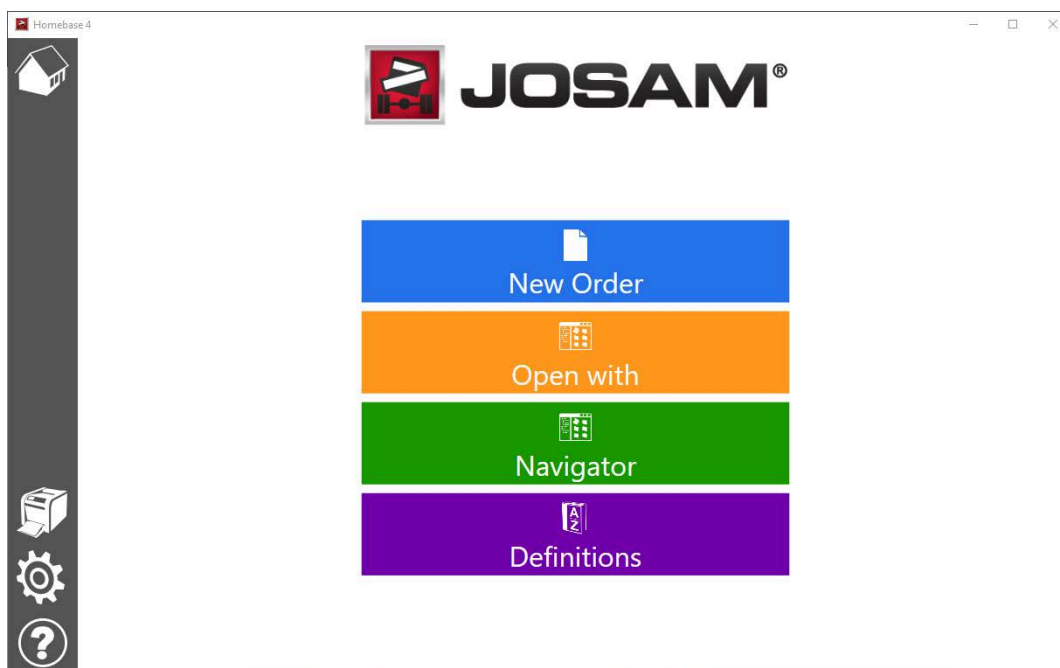 Homebase 4
JOSAM®
New Order
Open with
Navigator
A
Z
Definitions
?